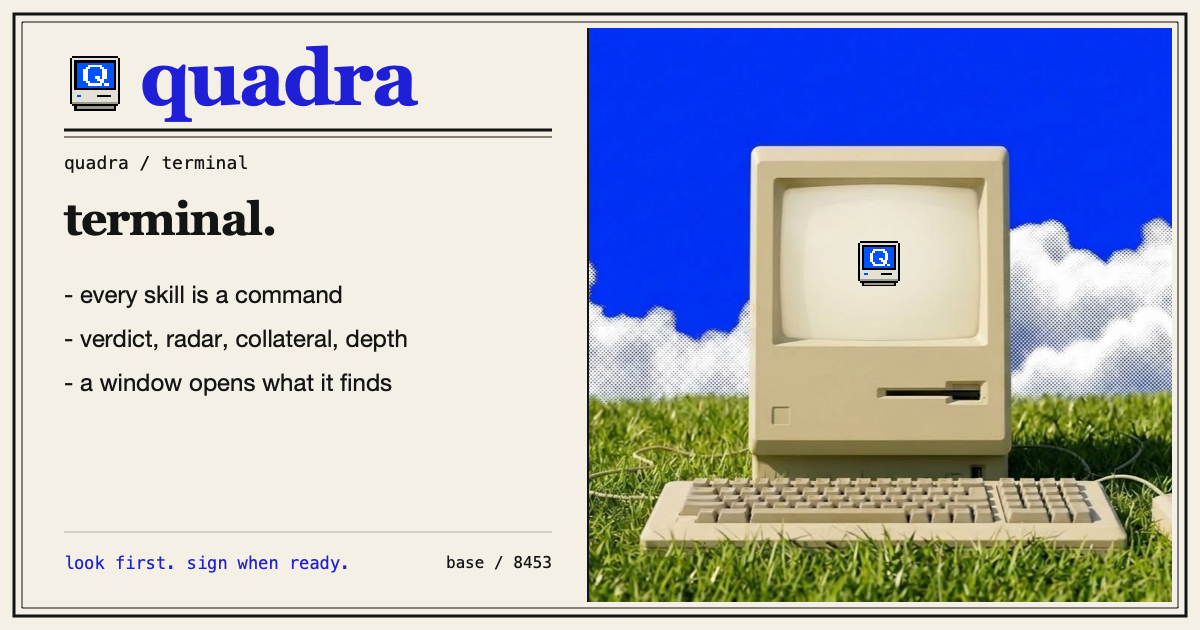 Q quadra
quadra / terminal
terminal.
- every skill is a command
- verdict, radar, collateral, depth
- a window opens what it finds
look first. sign when ready.
base / 8453
Q